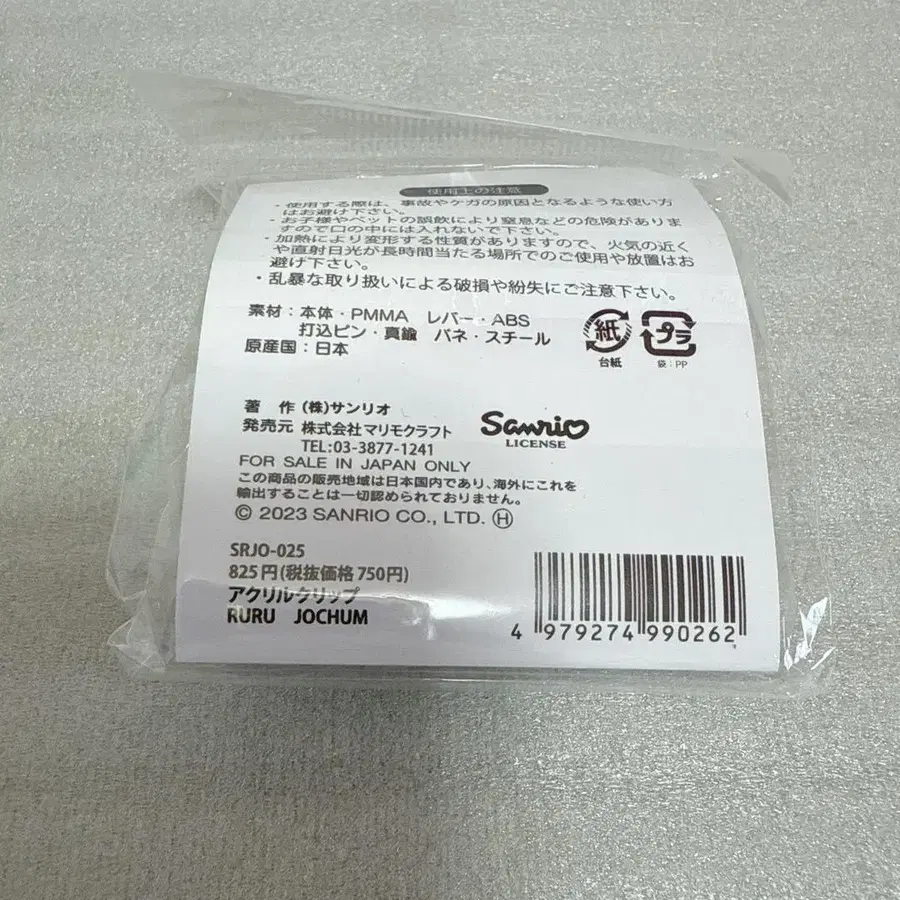 使用上の注意
・使用する際は、事故やケガの原因となるような使い方
はお避け下さい。
・お子様やペットの誤飲により窒息などの危険がありま
すので口の中には入れないで下さい。
・加熱により変形する性質がありますので、火気の近く
や直射日光が長時間当たる場所でのご使用や放置はお
避け下さい。
・乱暴な取り扱いによる破損や紛失にご注意下さい。
素材：本体・PMMA レバー・ABS
打込ピン・真鍮 バネ・スチール
原産国：日本
紙
台紙
プラ
袋：PP
著 作 (株)サンリオ
発売元 株式会社マリモクラフト
TEL:03-3877-1241
Sanrio
LICENSE
FOR SALE IN JAPAN ONLY
この商品の販売地域は日本国内であり、海外にこれを
輸出することは一切認められておりません。
© 2023 SANRIO CO., LTD. Ⓗ
SRJO-025
825円(税抜価格750円)
アクリルクリップ
RURU JOCHUM
4 979274 990262